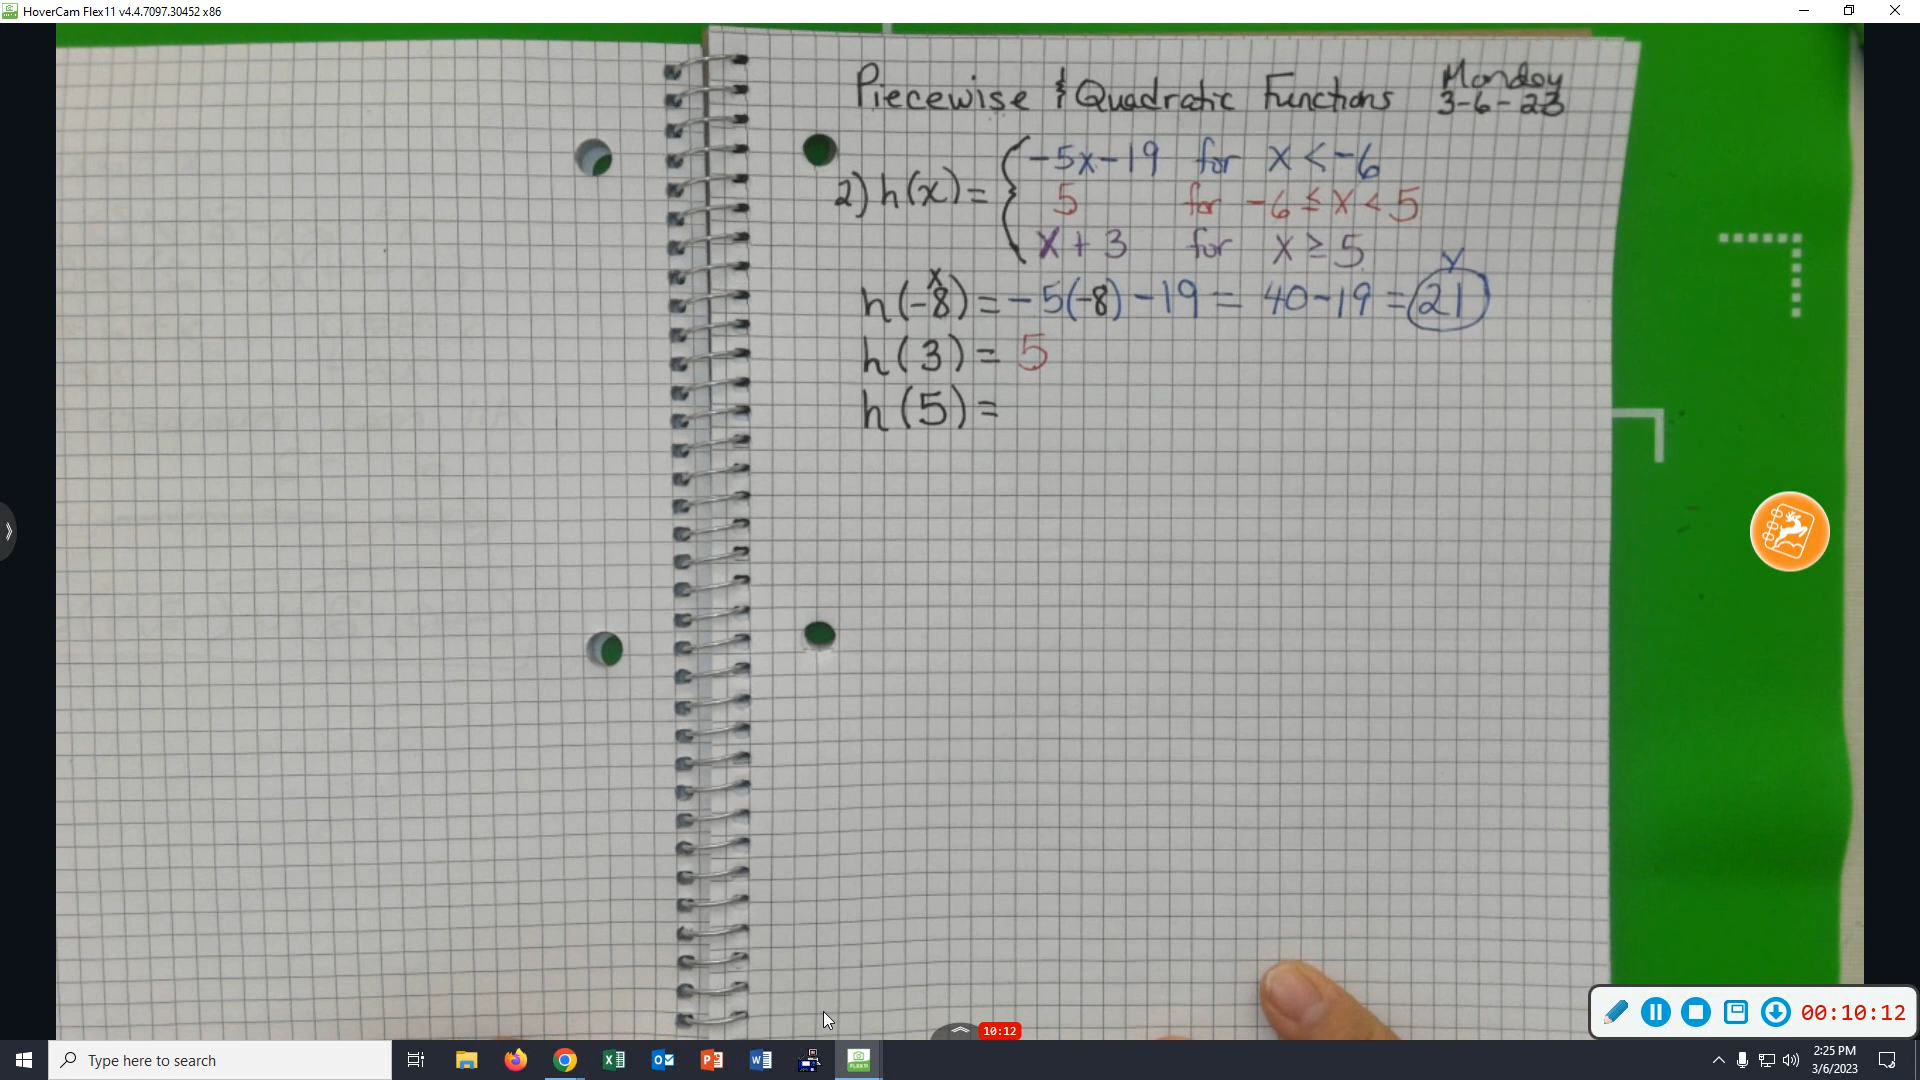 HoverCam Flex11 v4.4.7097.30452 x86
Piecewise & Quadratic Functions Monday
3-6-23
2) h(x) = { -5x-19 for x < -6
5 for -6 ≤ x < 5
x + 3 for x ≥ 5
x y
h(-8) = -5(-8) -19 = 40-19 = 21
h(3) = 5
h(5) =
10:12
00:10:12
Type here to search
FLEX11
2:25 PM
3/6/2023